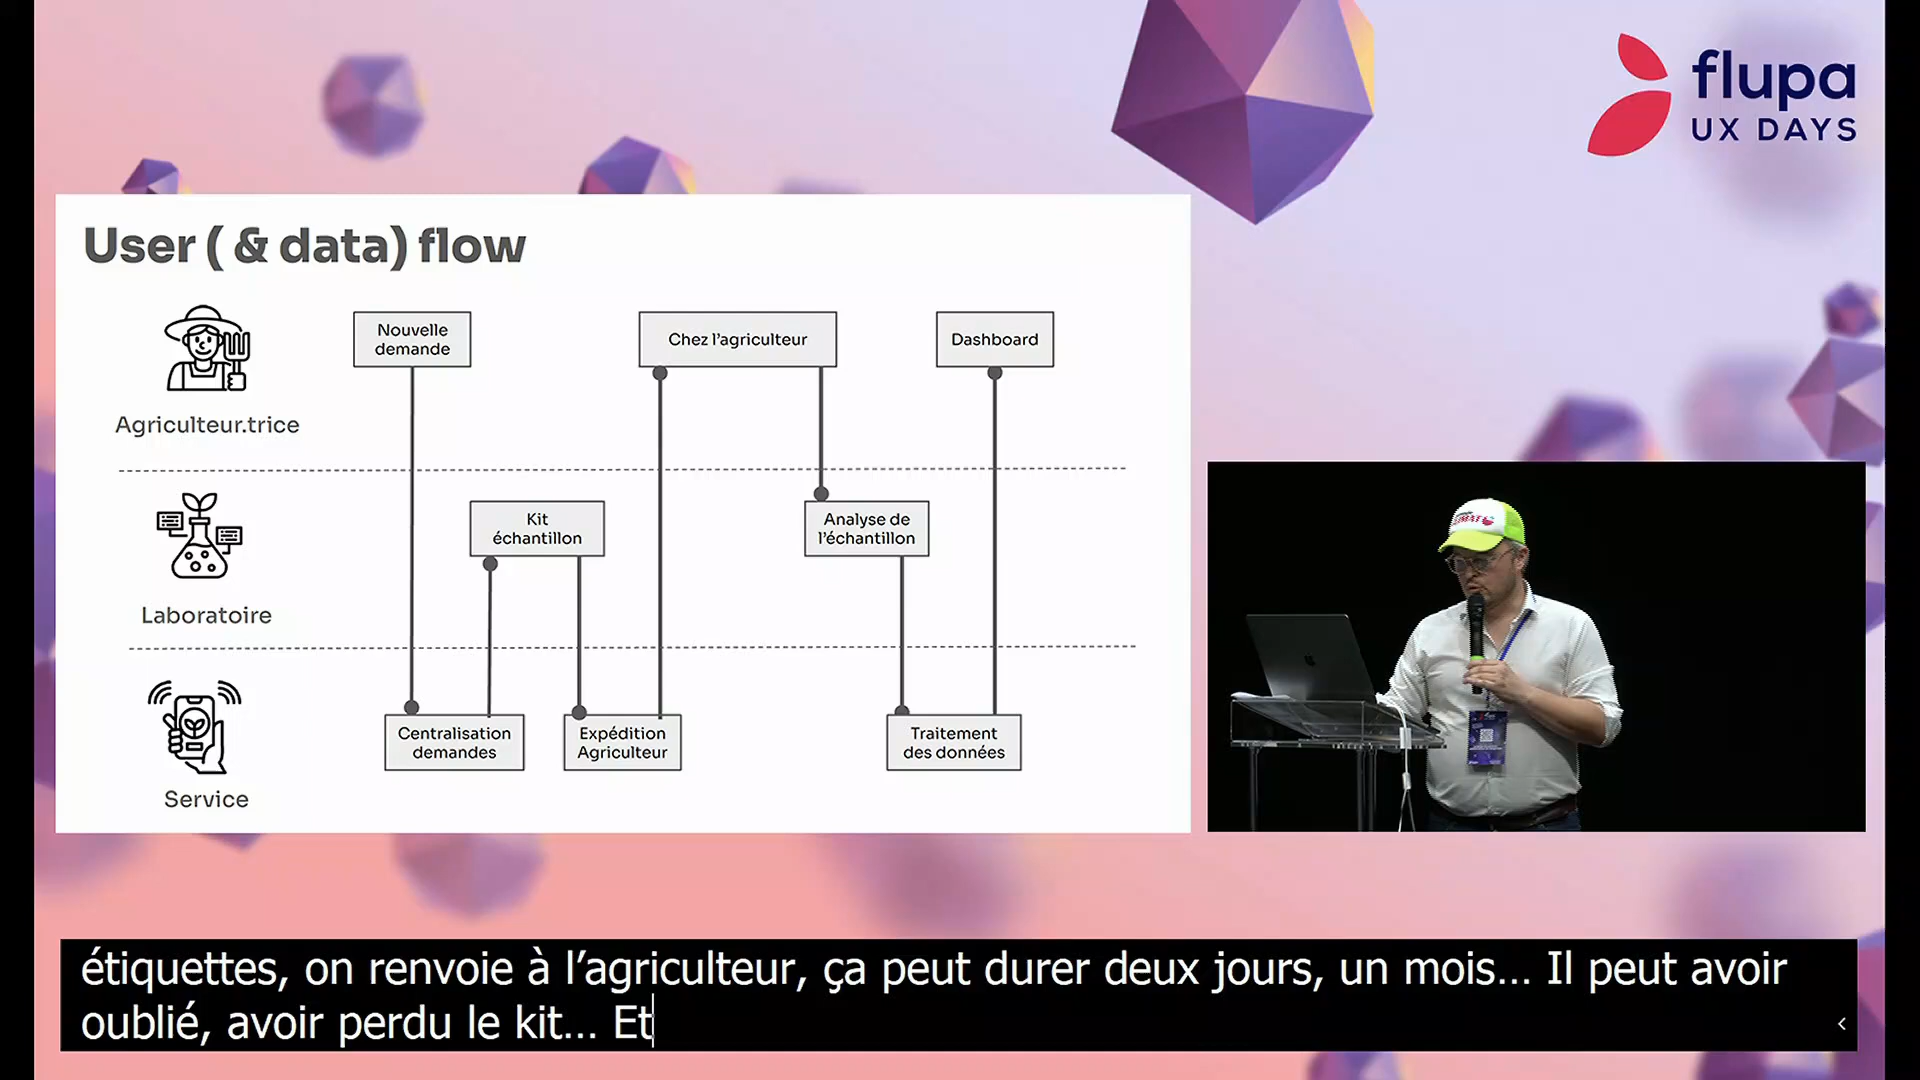 flupa
UX DAYS
User ( & data) flow
Nouvelle
demande
Chez l’agriculteur
Dashboard
Agriculteur.trice
Kit
échantillon
Analyse de
l’échantillon
Laboratoire
Centralisation
demandes
Expédition
Agriculteur
Traitement
des données
Service
étiquettes, on renvoie à l’agriculteur, ça peut durer deux jours, un mois... Il peut avoir
oublié, avoir perdu le kit... Et